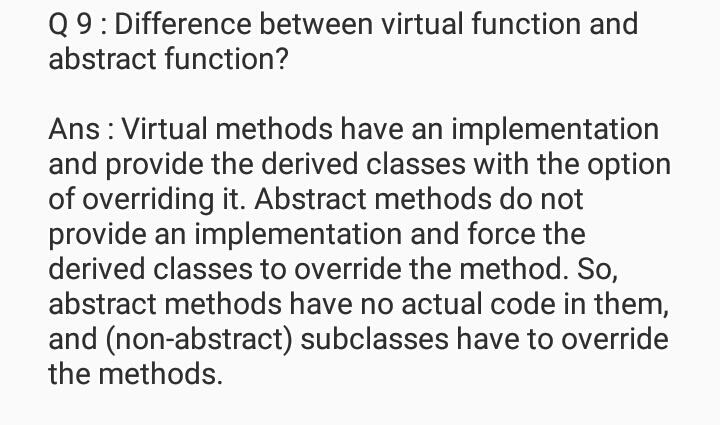 Q 9 : Difference between virtual function and
abstract function?
Ans : Virtual methods have an implementation
and provide the derived classes with the option
of overriding it. Abstract methods do not
provide an implementation and force the
derived classes to override the method. So,
abstract methods have no actual code in them,
and (non-abstract) subclasses have to override
the methods.